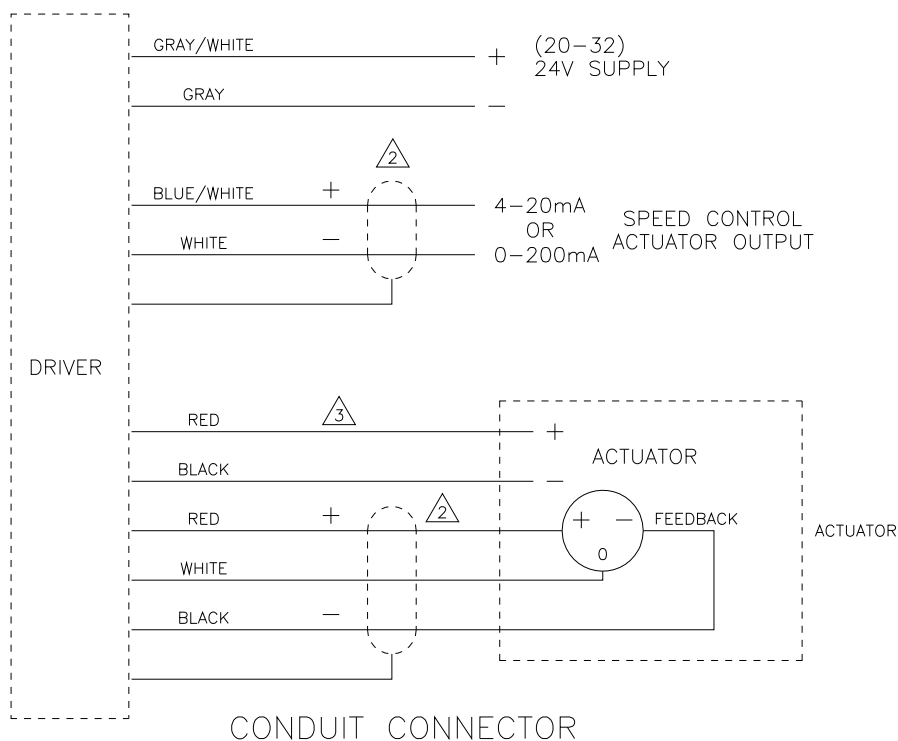 GRAY/WHITE
+
(20-32)
24V SUPPLY
GRAY
-
2
BLUE/WHITE
+
4-20mA
OR
0-200mA
SPEED CONTROL
ACTUATOR OUTPUT
WHITE
-
DRIVER
RED
3
+
ACTUATOR
BLACK
-
RED
+
2
+ -
0
FEEDBACK
ACTUATOR
WHITE
BLACK
-
CONDUIT CONNECTOR